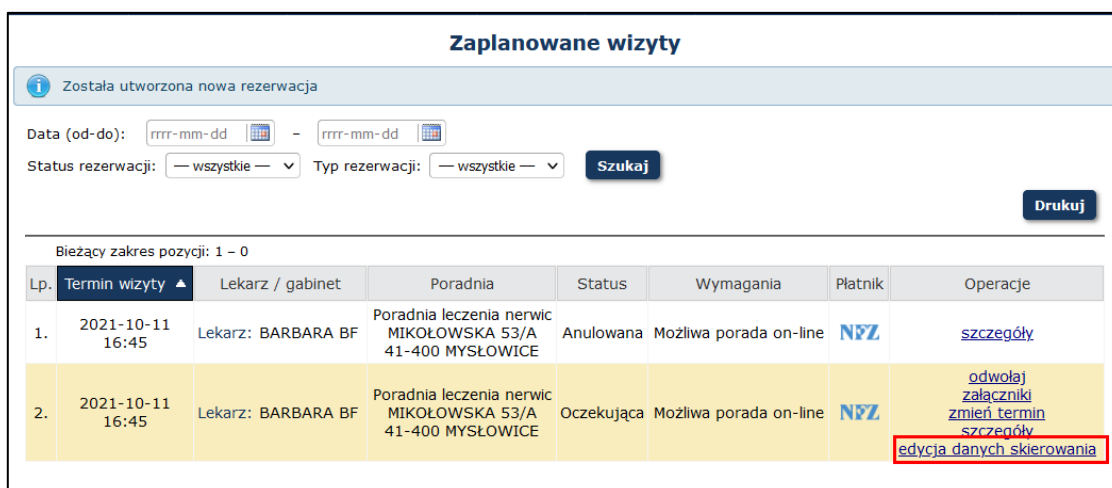 Zaplanowane wizyty
Została utworzona nowa rezerwacja
Data (od-do): rrrr-mm-dd – rrrr-mm-dd
Status rezerwacji: — wszystkie — Typ rezerwacji: — wszystkie — Szukaj
Drukuj
Bieżący zakres pozycji: 1 – 0
Lp. Termin wizyty ▲ Lekarz / gabinet Poradnia Status Wymagania Płatnik Operacje
1. 2021-10-11 16:45 Lekarz: BARBARA BF Poradnia leczenia nerwic MIKOŁOWSKA 53/A 41-400 MYSŁOWICE Anulowana Możliwa porada on-line NFZ szczegóły
2. 2021-10-11 16:45 Lekarz: BARBARA BF Poradnia leczenia nerwic MIKOŁOWSKA 53/A 41-400 MYSŁOWICE Oczekująca Możliwa porada on-line NFZ odwołaj
załączniki
zmień termin
szczegóły
edycja danych skierowania